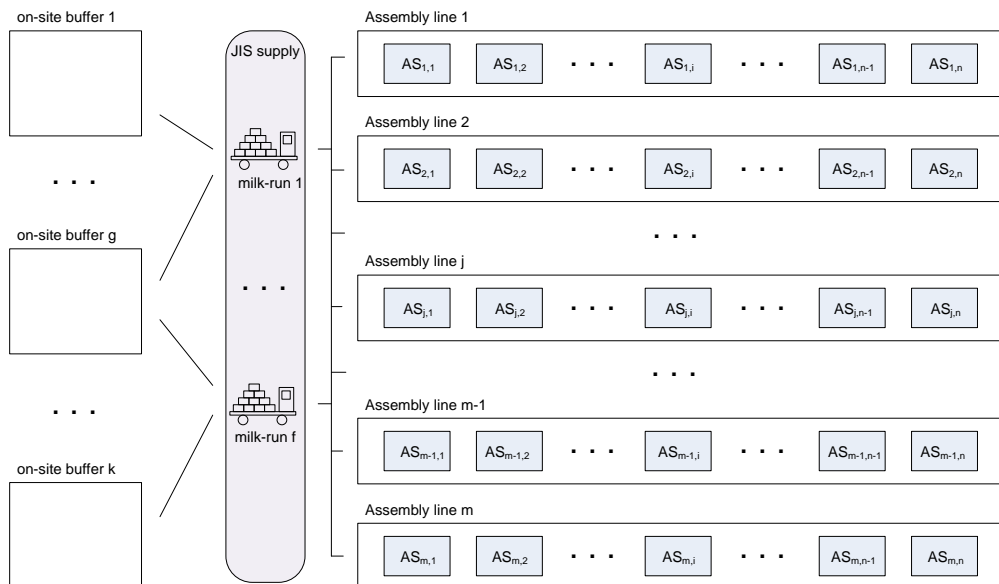 on-site buffer 1
. . .
on-site buffer g
. . .
on-site buffer k
JIS supply
milk-run 1
. . .
milk-run f
Assembly line 1
AS1,1 AS1,2 . . . AS1,i . . . AS1,n-1 AS1,n
Assembly line 2
AS2,1 AS2,2 . . . AS2,i . . . AS2,n-1 AS2,n
. . .
Assembly line j
ASj,1 ASj,2 . . . ASj,i . . . ASj,n-1 ASj,n
. . .
Assembly line m-1
ASm-1,1 ASm-1,2 . . . ASm-1,i . . . ASm-1,n-1 ASm-1,n
Assembly line m
ASm,1 ASm,2 . . . ASm,i . . . ASm,n-1 ASm,n